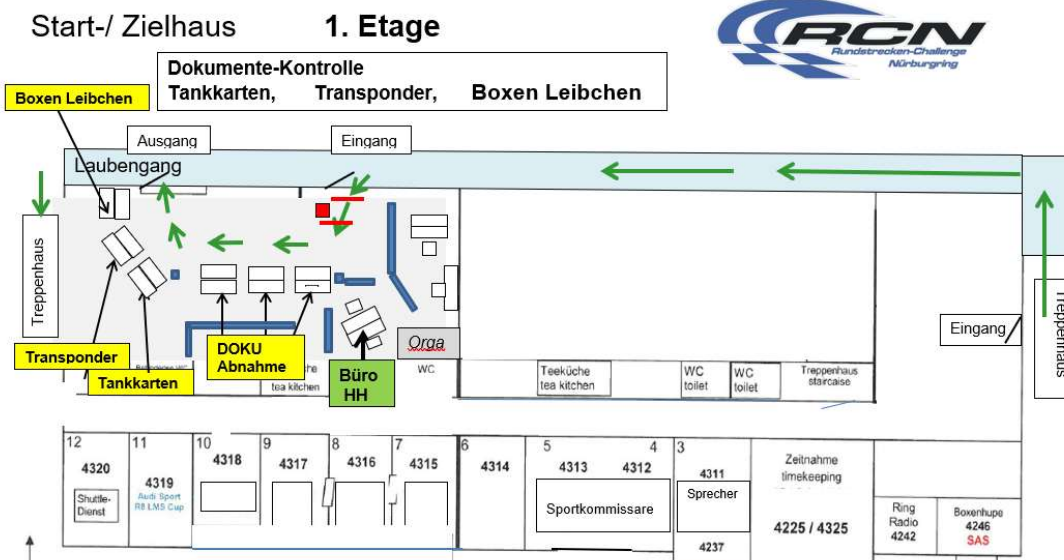 Start-/ Zielhaus 1. Etage
RCN
Rundstrecken-Challenge
Nürburgring
Dokumente-Kontrolle
Tankkarten, Transponder, Boxen Leibchen
Boxen Leibchen
Ausgang
Eingang
Laubengang
Treppenhaus
Treppenhaus
Eingang
Transponder
Tankkarten
DOKU
Abnahme
Büro
HH
Orga
tea kitchen
WC
Teeküche
tea kitchen
WC
toilet
WC
toilet
Treppenhaus
staircaise
12
4320
Shuttle-
Dienst
11
4319
Audi Sport
R8 LMS Cup
10
4318
9
4317
8
4316
7
4315
6
4314
5
4313
4
4312
Sportkommissare
3
4311
Sprecher
4237
Zeitnahme
timekeeping
4225 / 4325
Ring
Radio
4242
Boxenhupe
4246
SAS